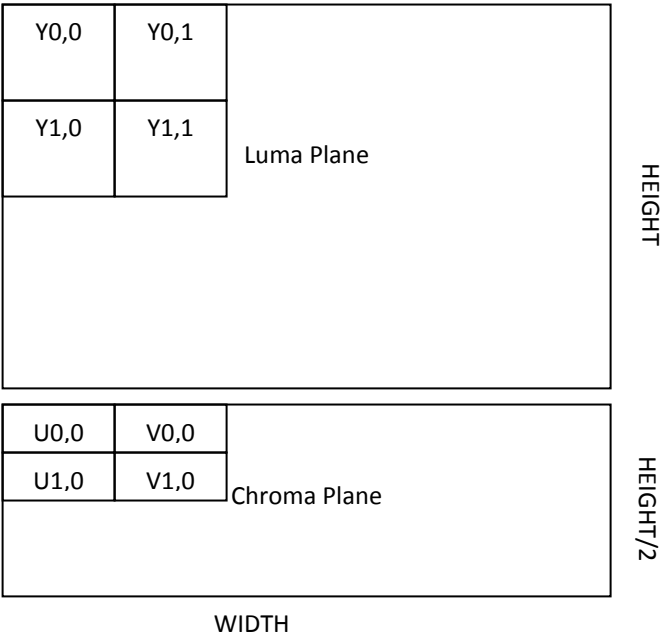 Y0,0 Y0,1
Y1,0 Y1,1
Luma Plane
HEIGHT
U0,0 V0,0
U1,0 V1,0
Chroma Plane
HEIGHT/2
WIDTH